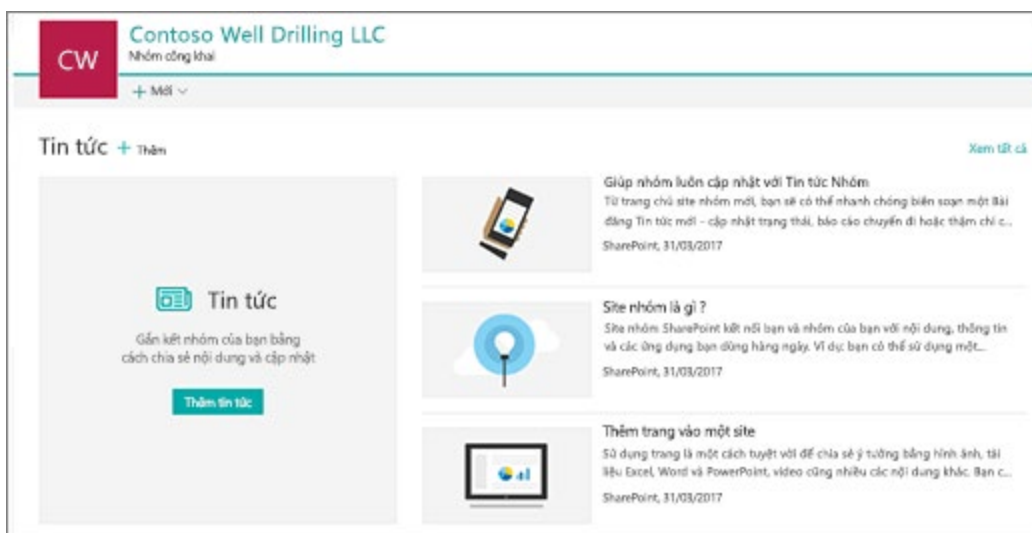 CW
Contoso Well Drilling LLC
Nhóm công khai
+ Mới
Tin tức + Thêm
Xem tất cả
Tin tức
Gắn kết nhóm của bạn bằng
cách chia sẻ nội dung và cập nhật
Thêm tin tức
Giúp nhóm luôn cập nhật với Tin tức Nhóm
Từ trang chủ site nhóm mới, bạn sẽ có thể nhanh chóng biên soạn một Bài
đăng Tin tức mới – cập nhật trạng thái, báo cáo chuyến đi hoặc thậm chí c...
SharePoint, 31/03/2017
Site nhóm là gì ?
Site nhóm SharePoint kết nối bạn và nhóm của bạn với nội dung, thông tin
và các ứng dụng bạn dùng hàng ngày. Ví dụ: bạn có thể sử dụng một...
SharePoint, 31/03/2017
Thêm trang vào một site
Sử dụng trang là một cách tuyệt vời để chia sẻ ý tưởng bằng hình ảnh, tài
liệu Excel, Word và PowerPoint, video cũng nhiều các nội dung khác. Bạn c...
SharePoint, 31/03/2017